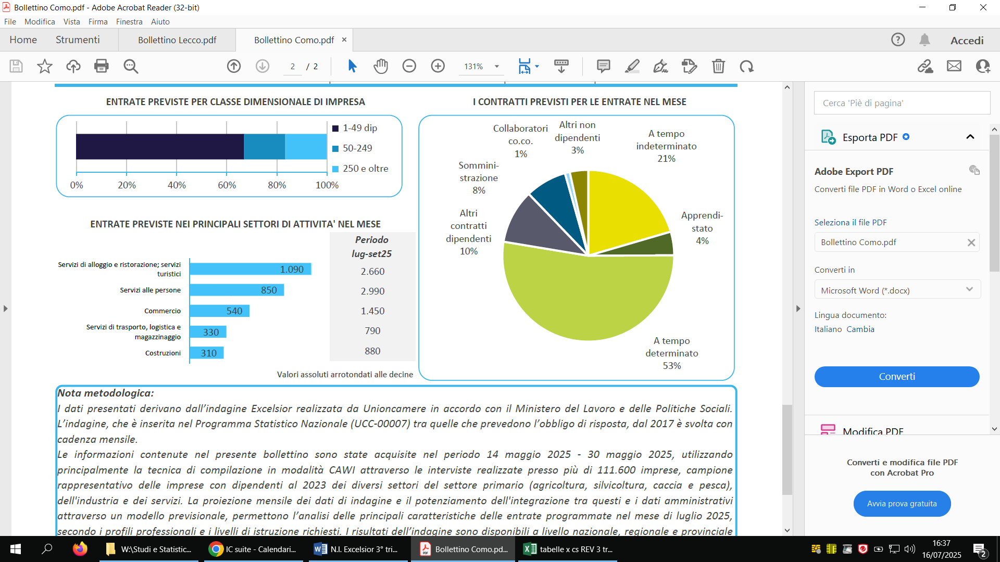 Bollettino Como.pdf - Adobe Acrobat Reader (32-bit)
File Modifica Vista Firma Finestra Aiuto
Home Strumenti Bollettino Lecco.pdf Bollettino Como.pdf Accedi
2 / 2 131%
ENTRATE PREVISTE PER CLASSE DIMENSIONALE DI IMPRESA
1-49 dip
50-249
250 e oltre
0% 20% 40% 60% 80% 100%
ENTRATE PREVISTE NEI PRINCIPALI SETTORI DI ATTIVITA' NEL MESE
Periodo
lug-set25
Servizi di alloggio e ristorazione; servizi
turistici
1.090 2.660
Servizi alle persone 850 2.990
Commercio 540 1.450
Servizi di trasporto, logistica e
magazzinaggio
330 790
Costruzioni 310 880
Valori assoluti arrotondati alle decine
I CONTRATTI PREVISTI PER LE ENTRATE NEL MESE
Collaboratori
co.co.
1%
Altri non
dipendenti
3%
A tempo
indeterminato
21%
Sommini-
strazione
8%
Altri
contratti
dipendenti
10%
Apprendi-
stato
4%
A tempo
determinato
53%
Nota metodologica:
I dati presentati derivano dall’indagine Excelsior realizzata da Unioncamere in accordo con il Ministero del Lavoro e delle Politiche Sociali.
L’indagine, che è inserita nel Programma Statistico Nazionale (UCC-00007) tra quelle che prevedono l’obbligo di risposta, dal 2017 è svolta con
cadenza mensile.
Le informazioni contenute nel presente bollettino sono state acquisite nel periodo 14 maggio 2025 - 30 maggio 2025, utilizzando
principalmente la tecnica di compilazione in modalità CAWI attraverso le interviste realizzate presso più di 111.600 imprese, campione
rappresentativo delle imprese con dipendenti al 2023 dei diversi settori del settore primario (agricoltura, silvicoltura, caccia e pesca),
dell'industria e dei servizi. La proiezione mensile dei dati di indagine e il potenziamento dell'integrazione tra questi e i dati amministrativi
attraverso un modello previsionale, permettono l’analisi delle principali caratteristiche delle entrate programmate nel mese di luglio 2025,
secondo i profili professionali e i livelli di istruzione richiesti. I risultati dell’indagine sono disponibili a livello nazionale, regionale e provinciale
Cerca 'Piè di pagina'
Esporta PDF
Adobe Export PDF
Converti file PDF in Word o Excel online
Seleziona il file PDF
Bollettino Como.pdf
Converti in
Microsoft Word (*.docx)
Lingua documento:
Italiano Cambia
Converti
Modifica PDF
Converti e modifica file PDF
con Acrobat Pro
Avvia prova gratuita
W:\Studi e Statistic... IC suite - Calendari... N.I. Excelsior 3° tri... Bollettino Como.pd... tabelle x cs REV 3 tr...
16:37
16/07/2025
2